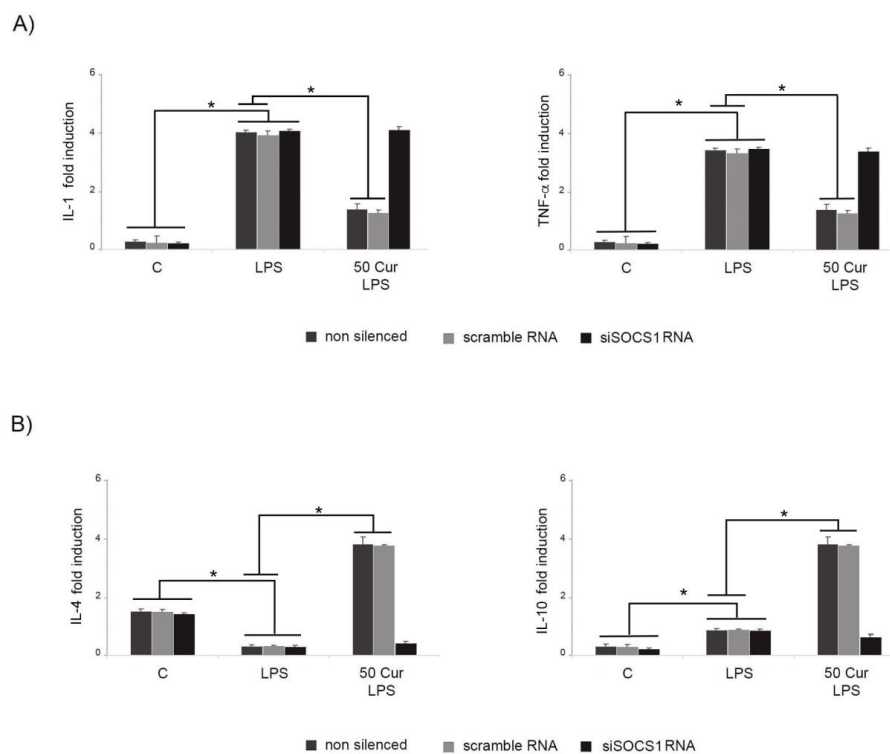 A)
IL-1 fold induction
6
4
2
0
*
*
C
LPS
50 Cur
LPS
TNF-α fold induction
6
4
2
0
*
*
C
LPS
50 Cur
LPS
non silenced
scramble RNA
siSOCS1RNA
B)
IL-4 fold induction
6
4
2
0
*
*
C
LPS
50 Cur
LPS
IL-10 fold induction
6
4
2
0
*
*
C
LPS
50 Cur
LPS
non silenced
scramble RNA
siSOCS1RNA